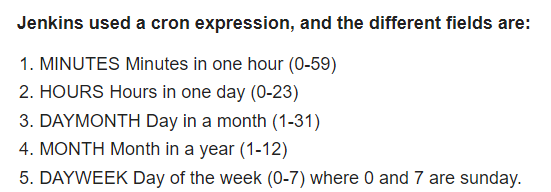 Jenkins used a cron expression, and the different fields are:
1. MINUTES Minutes in one hour (0-59)
2. HOURS Hours in one day (0-23)
3. DAYMONTH Day in a month (1-31)
4. MONTH Month in a year (1-12)
5. DAYWEEK Day of the week (0-7) where 0 and 7 are sunday.